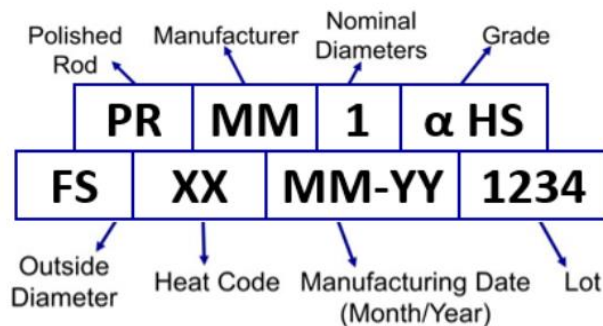 Polished Rod
Manufacturer
Nominal Diameters
Grade
PR MM 1 α HS
FS XX MM-YY 1234
Outside Diameter
Heat Code
Manufacturing Date (Month/Year)
Lot